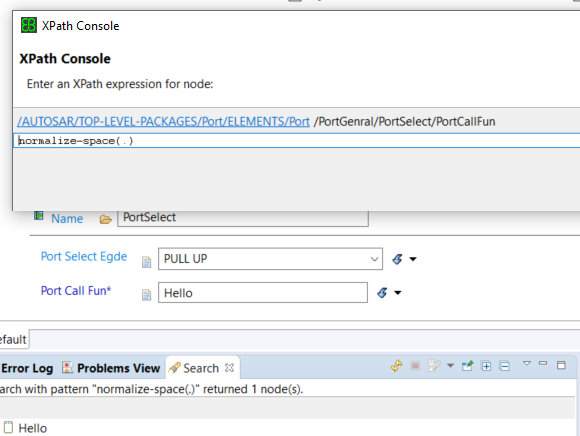 XPath Console
XPath Console
Enter an XPath expression for node:
/AUTOSAR/TOP-LEVEL-PACKAGES/Port/ELEMENTS/Port /PortGenral/PortSelect/PortCallFun
normalize-space(.)
Name PortSelect
Port Select Egde PULL UP
Port Call Fun* Hello
efault
Error Log Problems View Search
arch with pattern "normalize-space(.)" returned 1 node(s).
Hello